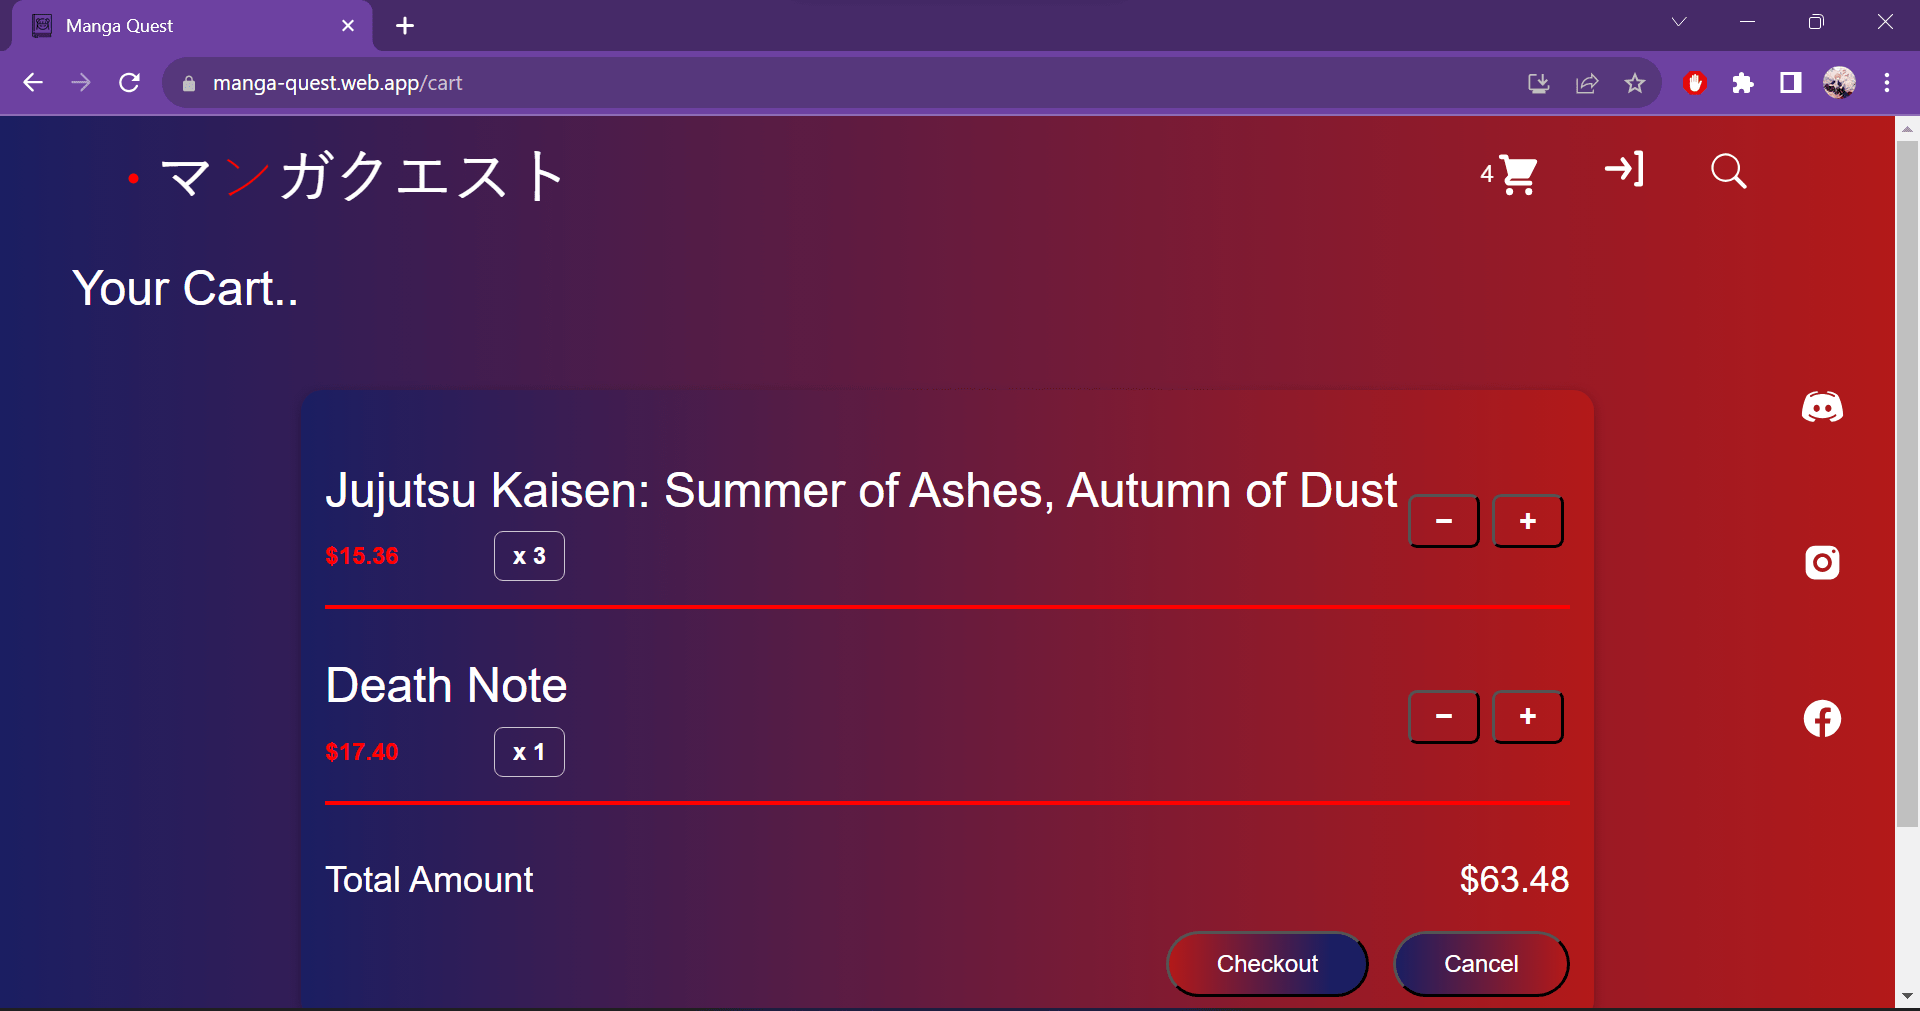 Manga Quest
manga-quest.web.app/cart
マンガクエスト
4
Your Cart..
Jujutsu Kaisen: Summer of Ashes, Autumn of Dust
− +
$15.36 x 3
Death Note
− +
$17.40 x 1
Total Amount $63.48
Checkout Cancel